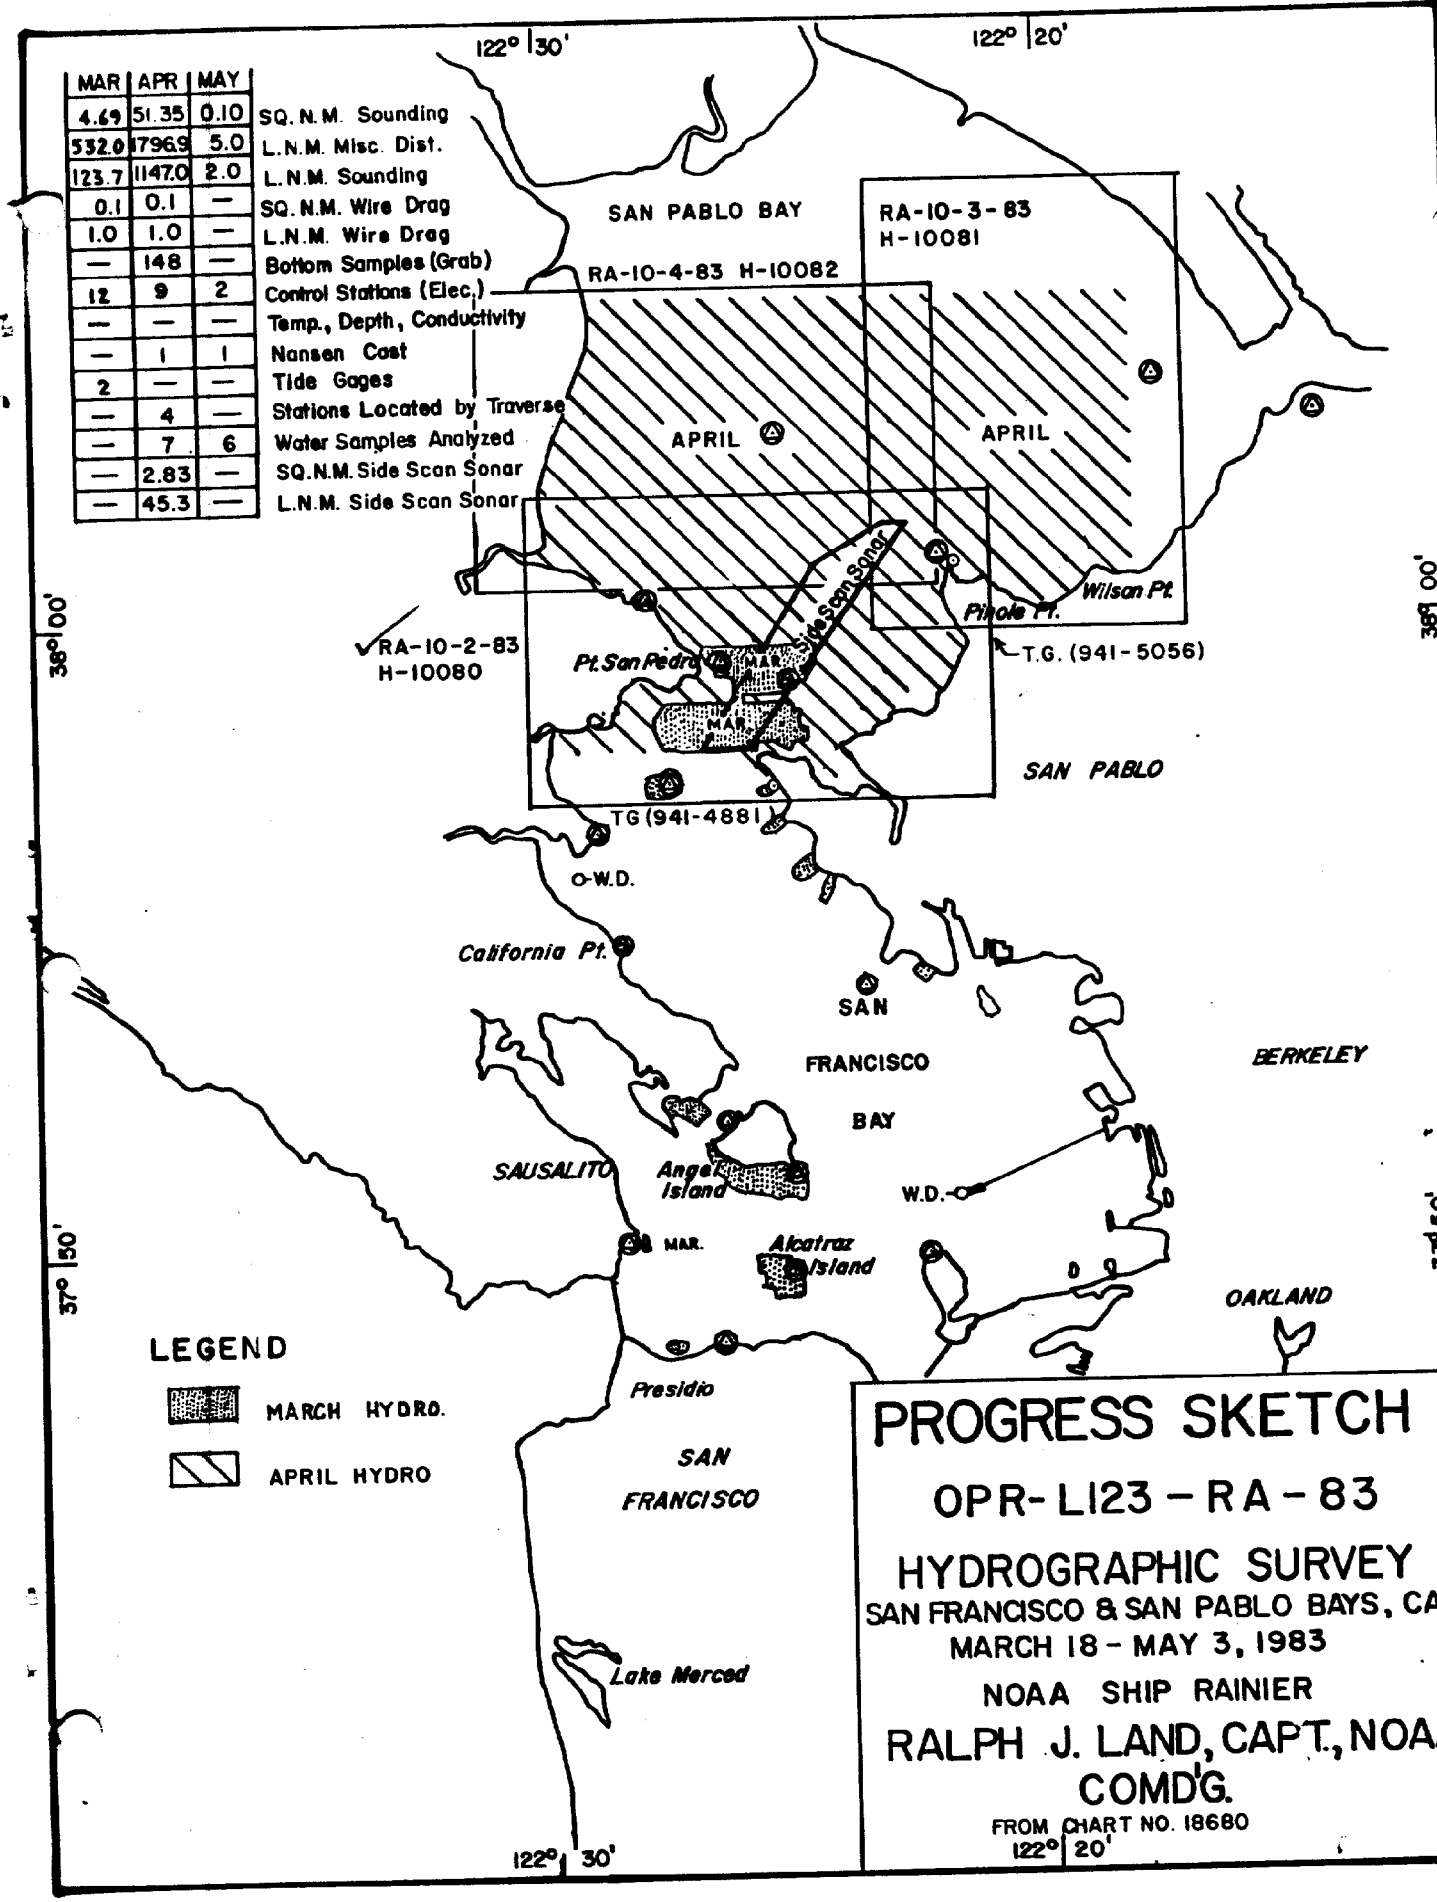 122° 30'
122° 20'
MAR APR MAY
4.69 51.35 0.10 SQ. N.M. Sounding
532.0 1796.9 5.0 L.N.M. Misc. Dist.
123.7 1147.0 2.0 L.N.M. Sounding
0.1 0.1 — SQ. N.M. Wire Drag
1.0 1.0 — L.N.M. Wire Drag
— 148 — Bottom Samples (Grab)
12 9 2 Control Stations (Elec.)
— — — Temp., Depth, Conductivity
— 1 1 Nansen Cast
2 — — Tide Gages
— 4 — Stations Located by Traverse
— 7 6 Water Samples Analyzed
— 2.83 — SQ.N.M. Side Scan Sonar
— 45.3 — L.N.M. Side Scan Sonar
SAN PABLO BAY
RA-10-3-83
H-10081
RA-10-4-83 H-10082
APRIL
APRIL
Side Scan Sonar
Wilson Pt.
Pinole Pt.
38° 00'
38° 00'
RA-10-2-83
H-10080
Pt. San Pedro
MAR.
MAR.
T.G. (941-5056)
SAN PABLO
TG (941-4881)
W.D.
California Pt.
SAN
FRANCISCO
BAY
BERKELEY
SAUSALITO
Angel
Island
W.D.
MAR.
Alcatraz
Island
37° 50'
OAKLAND
LEGEND
MARCH HYDRO.
APRIL HYDRO
Presidio
SAN
FRANCISCO
Lake Merced
PROGRESS SKETCH
OPR-L123-RA-83
HYDROGRAPHIC SURVEY
SAN FRANCISCO & SAN PABLO BAYS, CA
MARCH 18 - MAY 3, 1983
NOAA SHIP RAINIER
RALPH J. LAND, CAPT., NOA
COMD'G.
FROM CHART NO. 18680
122° 30'
122° 20'